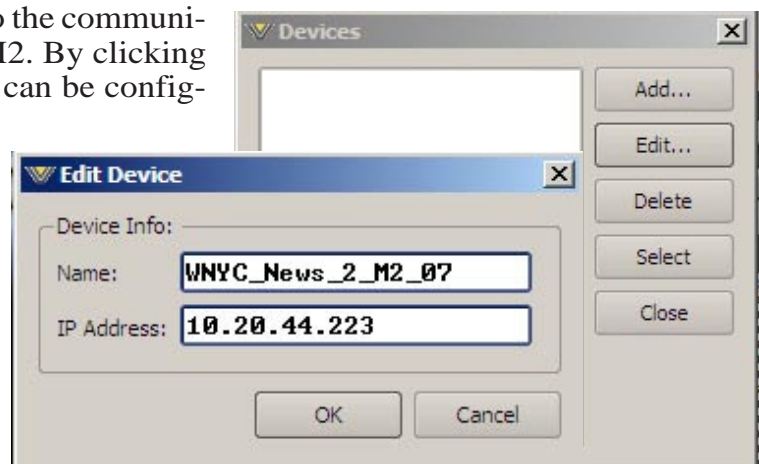 o the communi-
M2. By clicking
can be config-
Devices
Add...
Edit...
Delete
Select
Close
Edit Device
Device Info:
Name: WNYC_News_2_M2_07
IP Address: 10.20.44.223
OK Cancel